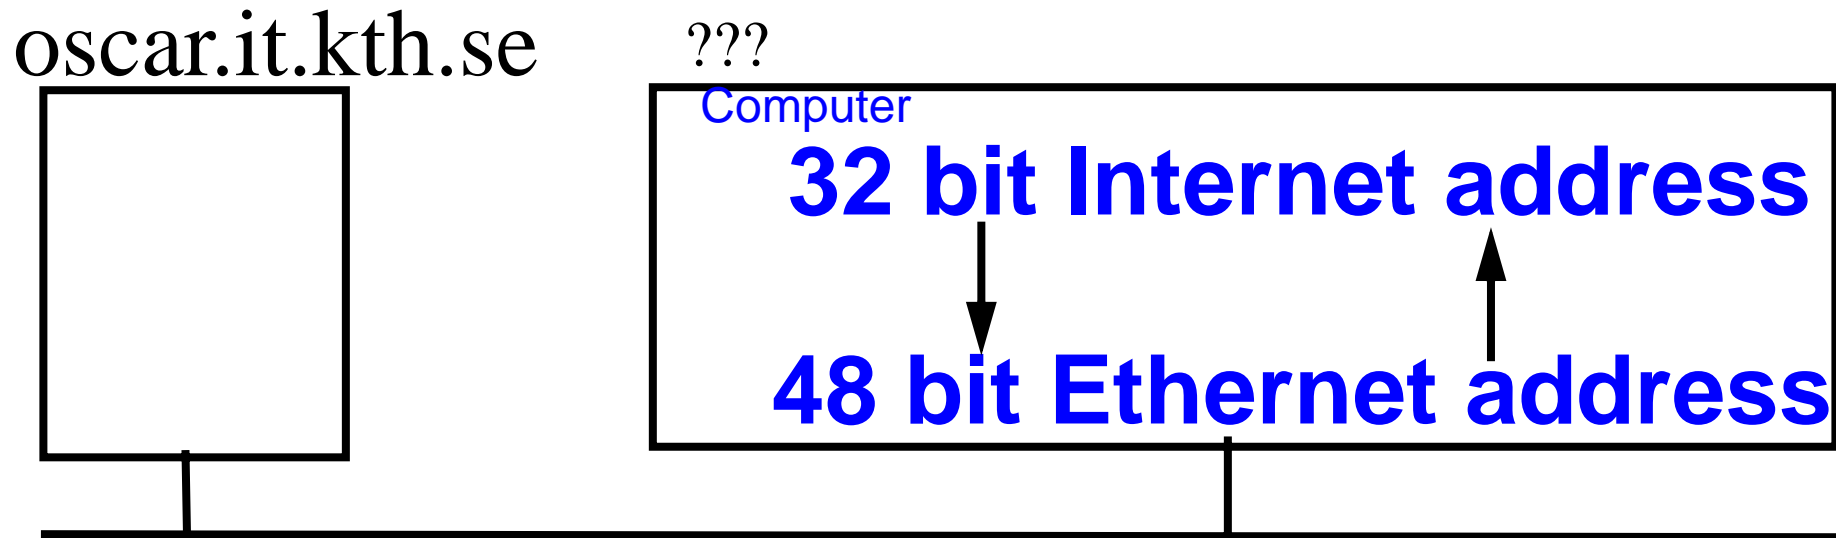 oscar.it.kth.se
???
Computer
32 bit Internet address
48 bit Ethernet address